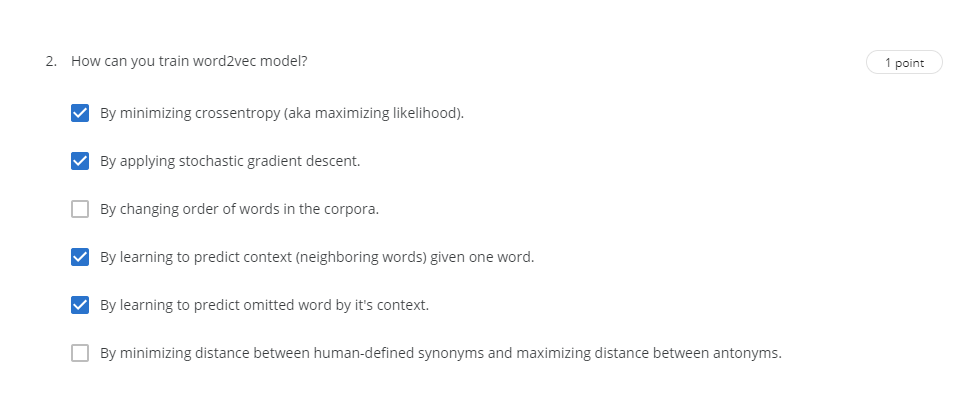 2. How can you train word2vec model?
1 point
By minimizing crossentropy (aka maximizing likelihood).
By applying stochastic gradient descent.
By changing order of words in the corpora.
By learning to predict context (neighboring words) given one word.
By learning to predict omitted word by it's context.
By minimizing distance between human-defined synonyms and maximizing distance between antonyms.